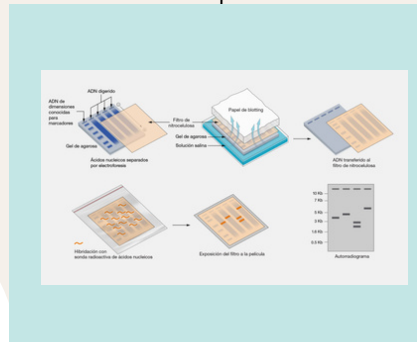 ADN digerido
ADN de
dimensiones
conocidas
para
marcadores
Gel de agarosa
Ácidos nucleicos separados
por electroforesis
Filtro de
nitrocelulosa
Gel de agarosa
Solución salina
Papel de blotting
ADN transferido al
filtro de nitrocelulosa
Hibridación con
sonda radiactiva de ácidos nucleicos
Exposición del filtro a la película
10 Kb
7 Kb
5 Kb
3 Kb
1.6 Kb
0.5 Kb
Autorradiograma